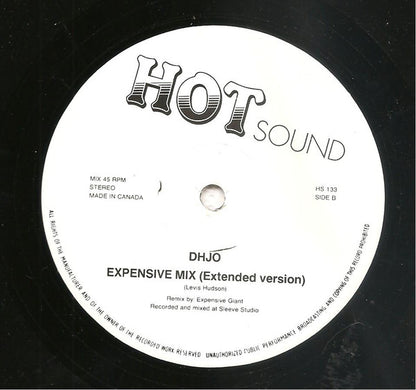 HOT
SOUND
MIX 45 RPM
STEREO
MADE IN CANADA
HS 133
SIDE B
DHJO
EXPENSIVE MIX (Extended version)
(Levis Hudson)
Remix by: Expensive Giant
Recorded and mixed at Sleeve Studio
ALL RIGHTS OF THE MANUFACTURER AND OF THE OWNER OF THE RECORDED WORK RESERVED UNAUTHORIZED PUBLIC PERFORMANCE BROADCASTING AND COPYING OF THIS RECORD PROHIBITED